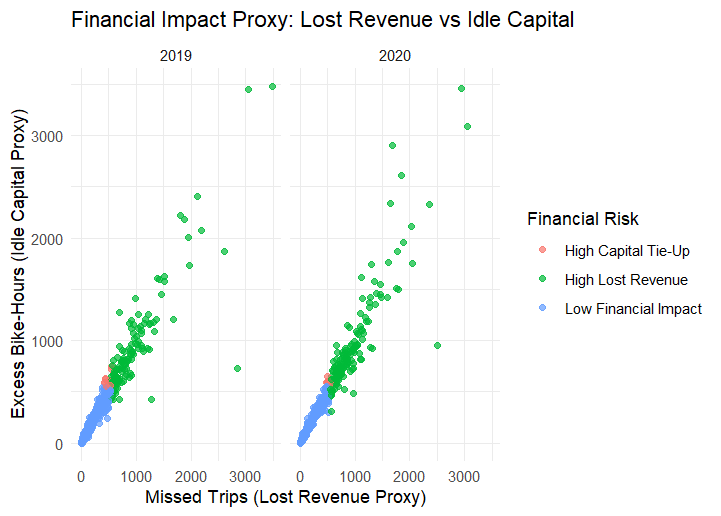 Financial Impact Proxy: Lost Revenue vs Idle Capital
2019
2020
Excess Bike-Hours (Idle Capital Proxy)
3000
2000
1000
0
0
1000
2000
3000
0
1000
2000
3000
Missed Trips (Lost Revenue Proxy)
Financial Risk
High Capital Tie-Up
High Lost Revenue
Low Financial Impact